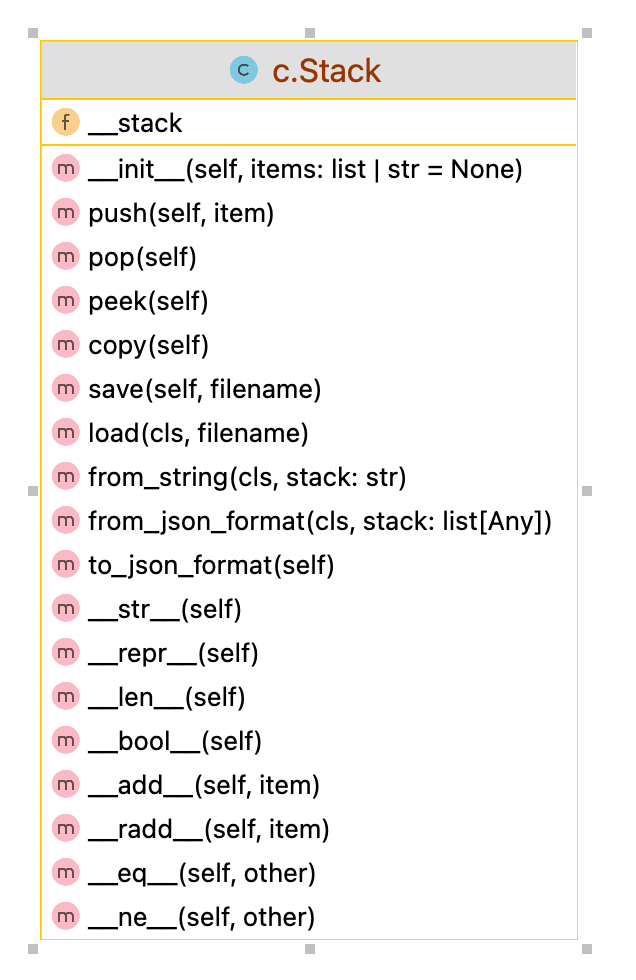 c c.Stack
f __stack
m __init__(self, items: list | str = None)
m push(self, item)
m pop(self)
m peek(self)
m copy(self)
m save(self, filename)
m load(cls, filename)
m from_string(cls, stack: str)
m from_json_format(cls, stack: list[Any])
m to_json_format(self)
m __str__(self)
m __repr__(self)
m __len__(self)
m __bool__(self)
m __add__(self, item)
m __radd__(self, item)
m __eq__(self, other)
m __ne__(self, other)